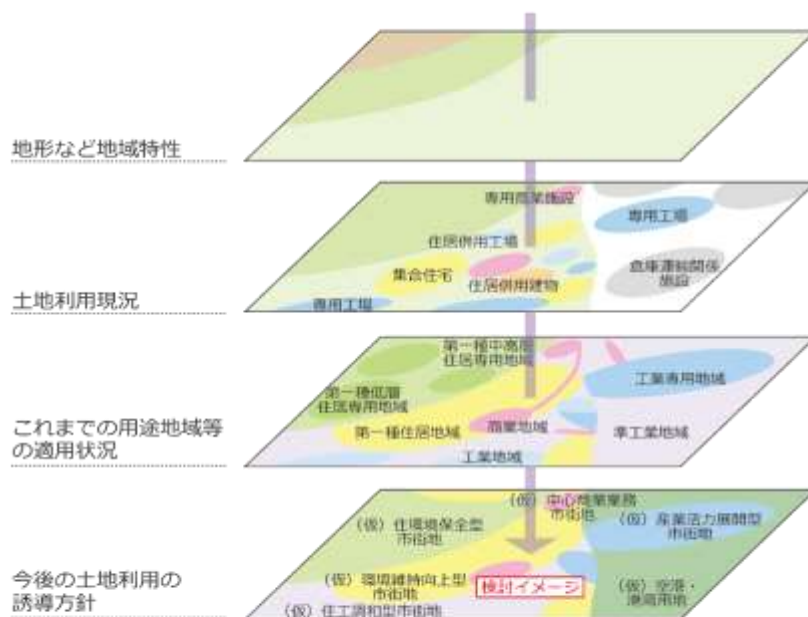 地形など地域特性
専用商業施設
専用工場
住居併用工場
集合住宅
住居併用建物
倉庫運輸関係
施設
土地利用現況
専用工場
第一種中高層
住居専用地域
工業専用地域
第一種低層
住居専用地域
第一種住居地域
商業地域
準工業地域
これまでの用途地域等
の適用状況
工業地域
(仮)中心商業業務
市街地
(仮)住環境保全型
市街地
(仮)産業活力展開型
市街地
今後の土地利用の
誘導方針
(仮)環境維持向上型
市街地
検討イメージ
(仮)空港・
港湾用地
(仮)住工調和型市街地